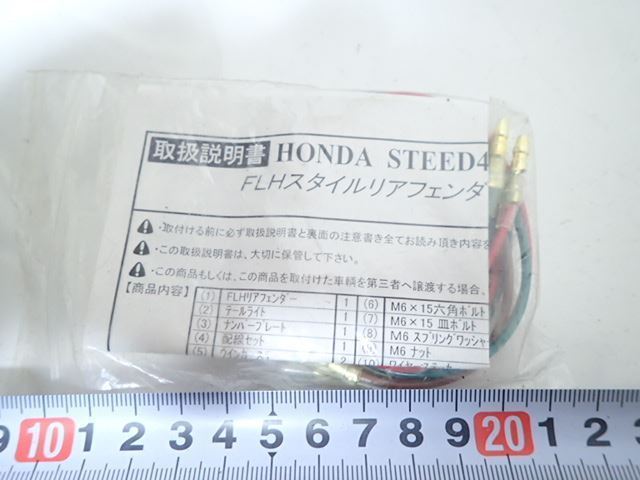 取扱説明書 HONDA STEED4
FLHスタイルリアフェンダ
・取付ける前に必ず取扱説明書と裏面の注意書き全てお読み頂き内容を
・この取扱説明書は、大切に保管して下さい。
・この商品もしくは、この商品を取付けた車輌を第三者へ譲渡する場合、
【商品内容】 (1) FLHリアフェンダー 1 (6) M6×15六角ボルト
(2) テールライト 1 (7) M6×15 皿ボルト
(3) ナンバープレート 1 (8) M6 スプリングワッシャ
(4) 配線セット 1 M6 ナット
(5) 2 (10)
9 10 1 2 3 4 5 6 7 8 9 20 1 2 3